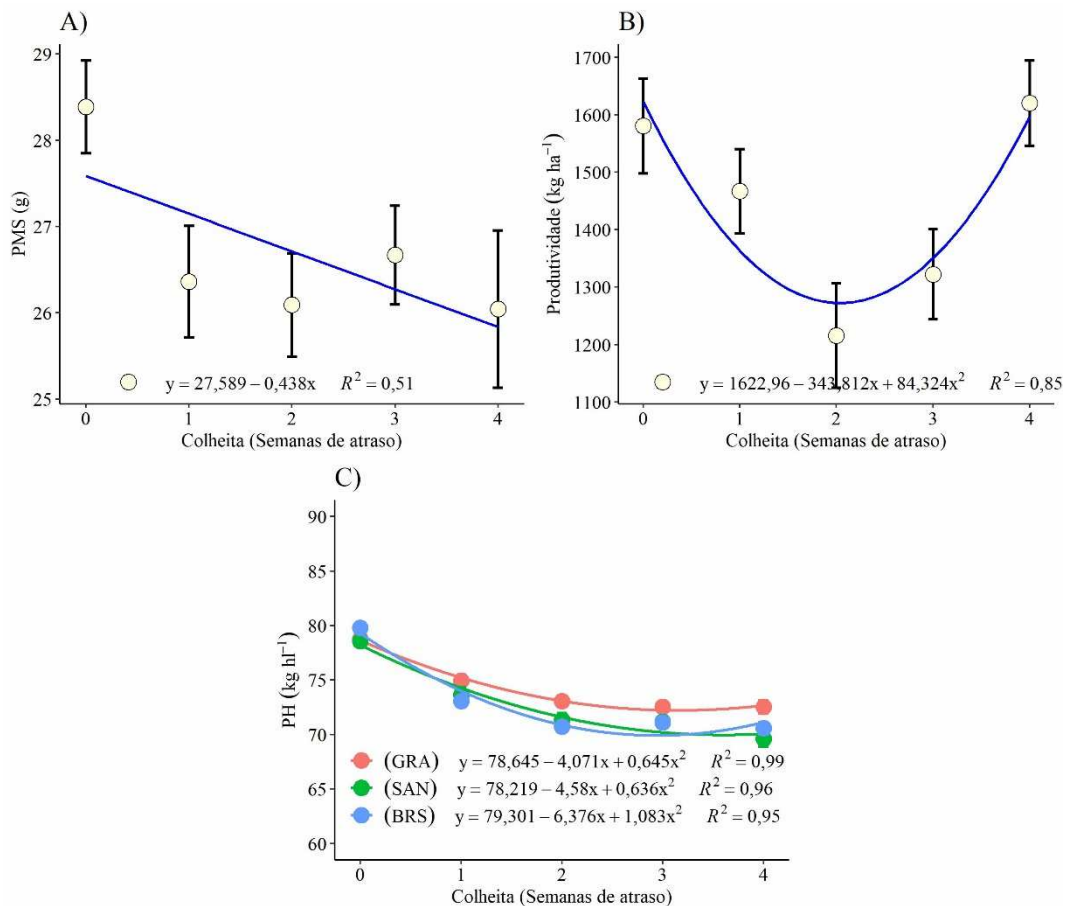 A)
29
28
27
26
25
PMS (g)
y = 27,589 − 0,438x R² = 0,51
0 1 2 3 4
Colheita (Semanas de atraso)
B)
1700
1600
1500
1400
1300
1200
1100
Produtividade (kg ha⁻¹)
y = 1622,96 − 343,812x + 84,324x² R² = 0,85
0 1 2 3 4
Colheita (Semanas de atraso)
C)
90
85
80
75
70
65
60
PH (kg hl⁻¹)
(GRA) y = 78,645 − 4,071x + 0,645x² R² = 0,99
(SAN) y = 78,219 − 4,58x + 0,636x² R² = 0,96
(BRS) y = 79,301 − 6,376x + 1,083x² R² = 0,95
0 1 2 3 4
Colheita (Semanas de atraso)